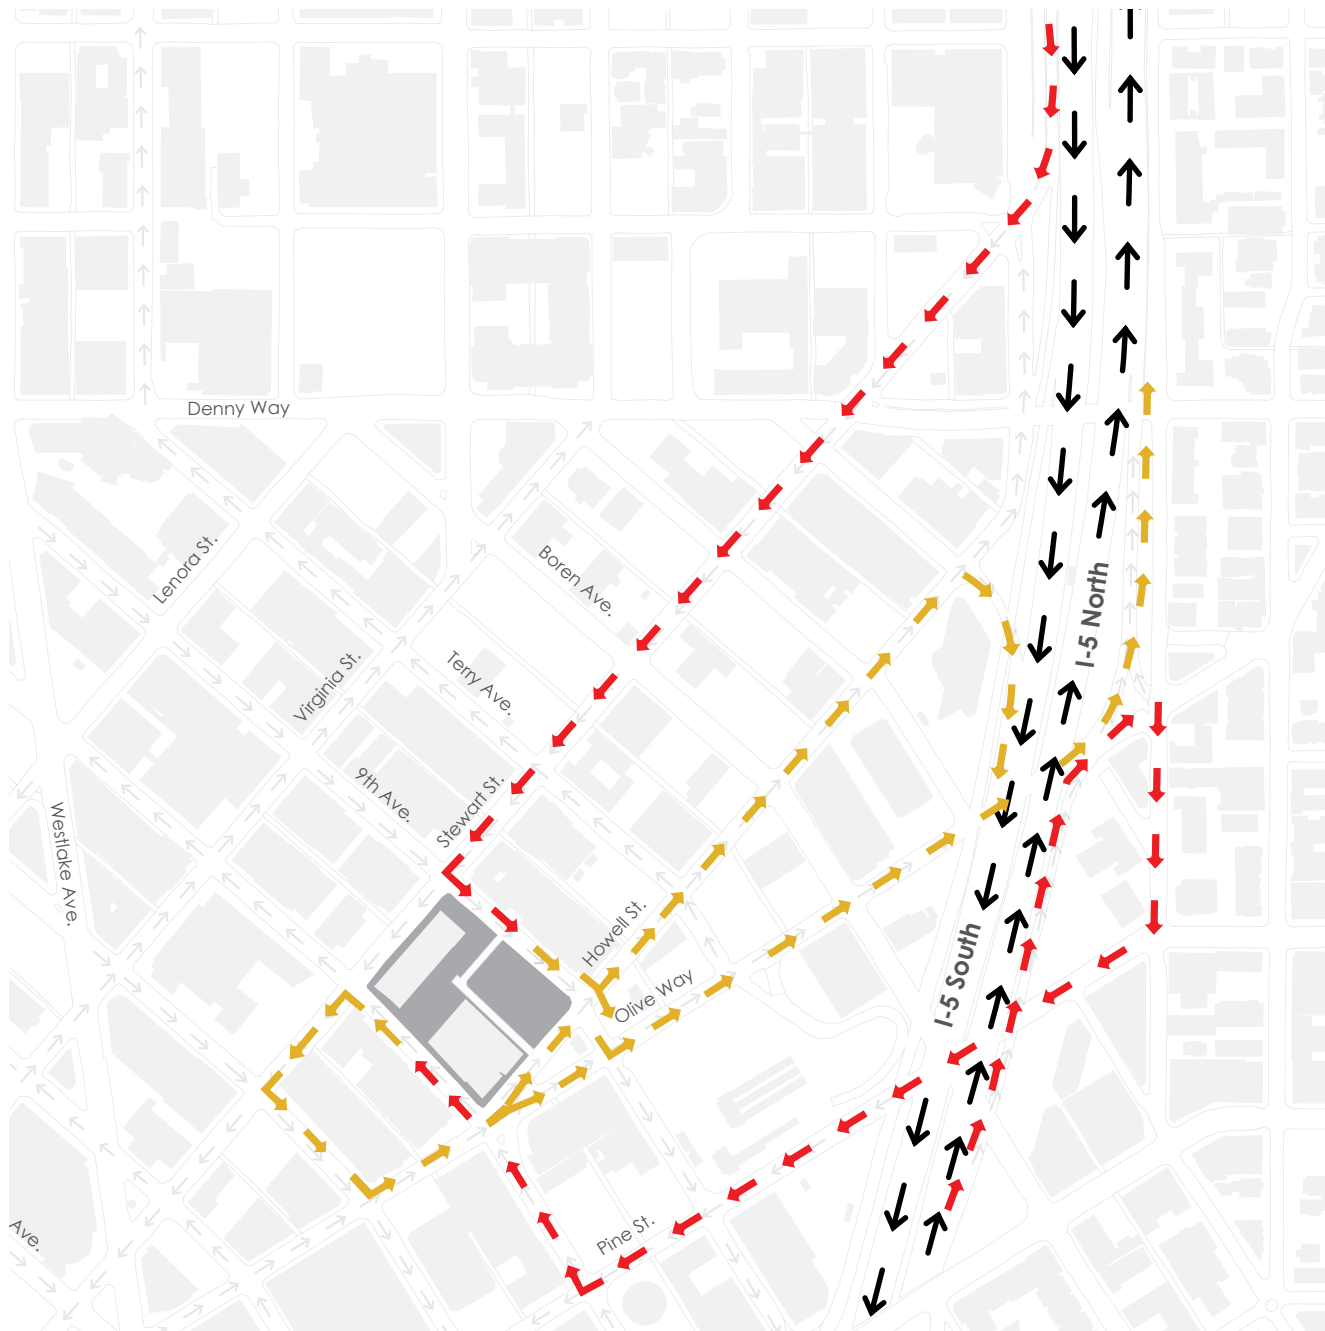 Denny Way
Lenora St.
Boren Ave.
I-5 North
Virginia St.
Terry Ave.
9th Ave.
Stewart St.
Westlake Ave.
Howell St.
I-5 South
Olive Way
Ave.
Pine St.